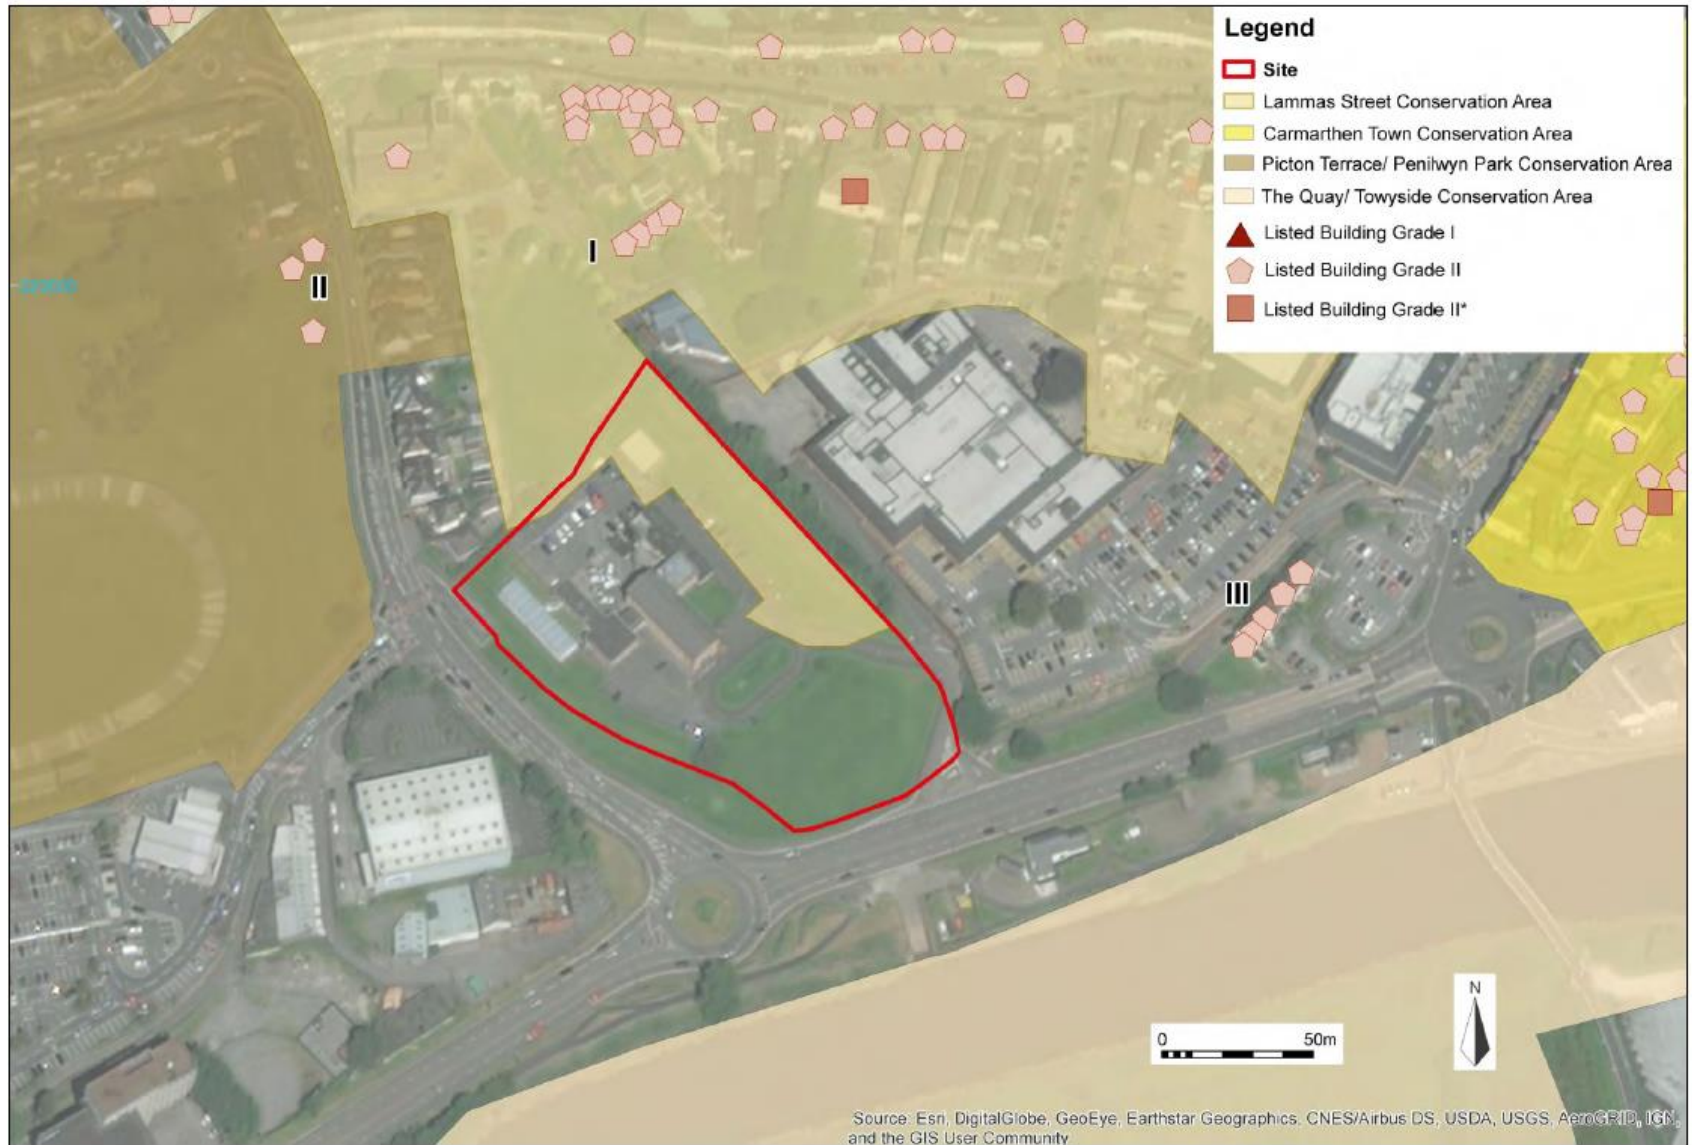 Legend
Site
Lammas Street Conservation Area
Carmarthen Town Conservation Area
Picton Terrace/ Penilwyn Park Conservation Area
The Quay/ Towyside Conservation Area
Listed Building Grade I
Listed Building Grade II
Listed Building Grade II*
I
II
III
N
0 50m
Source: Esri, DigitalGlobe, GeoEye, Earthstar Geographics, CNES/Airbus DS, USDA, USGS, AeroGRID, IGN,
and the GIS User Community